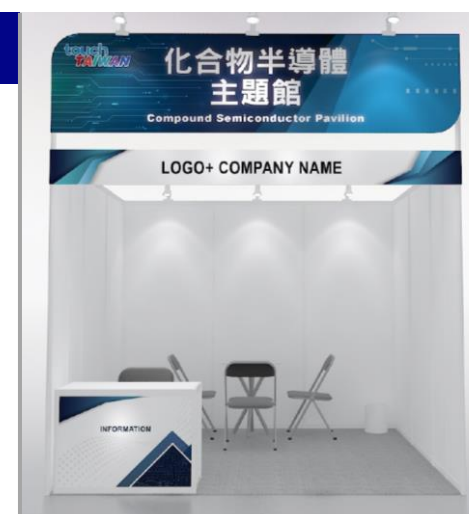 touch
TAIWAN
化合物半導體
主題館
Compound Semiconductor Pavilion
LOGO+ COMPANY NAME
INFORMATION